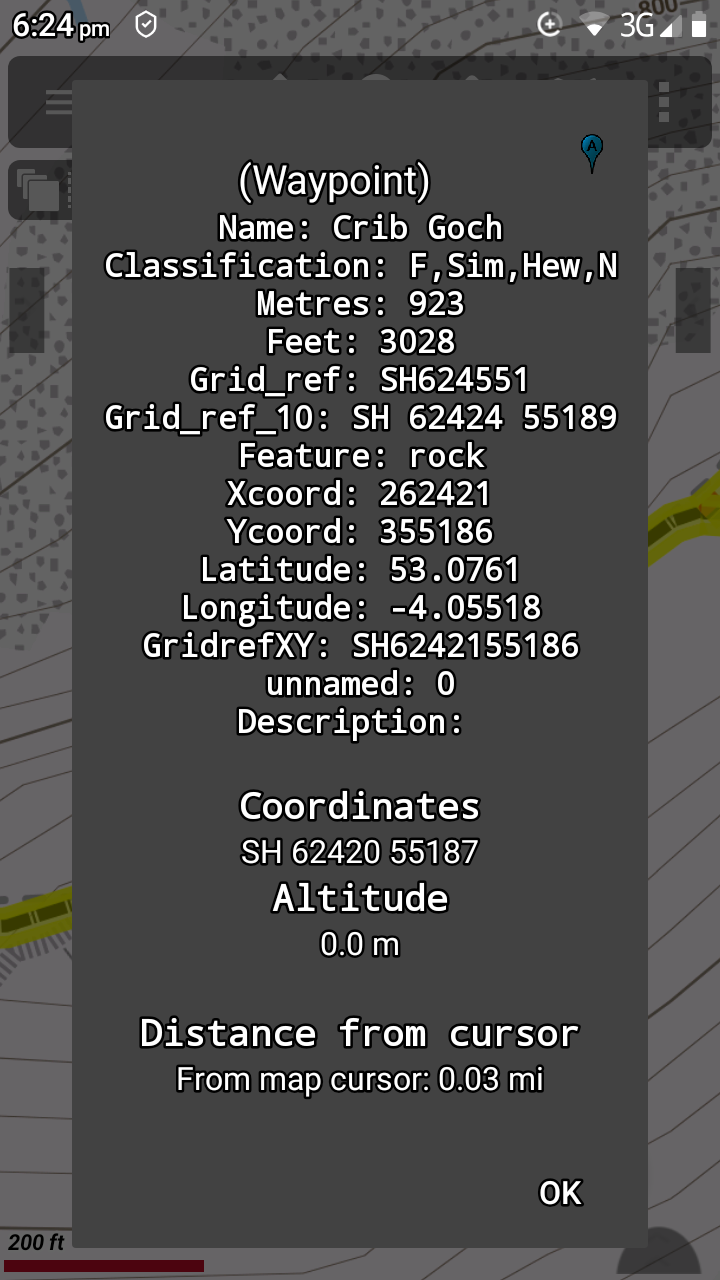 6:24 pm
3G
800
A
(Waypoint)
Name: Crib Goch
Classification: F,Sim,Hew,N
Metres: 923
Feet: 3028
Grid_ref: SH624551
Grid_ref_10: SH 62424 55189
Feature: rock
Xcoord: 262421
Ycoord: 355186
Latitude: 53.0761
Longitude: -4.05518
GridrefXY: SH6242155186
unnamed: 0
Description:
Coordinates
SH 62420 55187
Altitude
0.0 m
Distance from cursor
From map cursor: 0.03 mi
OK
200 ft